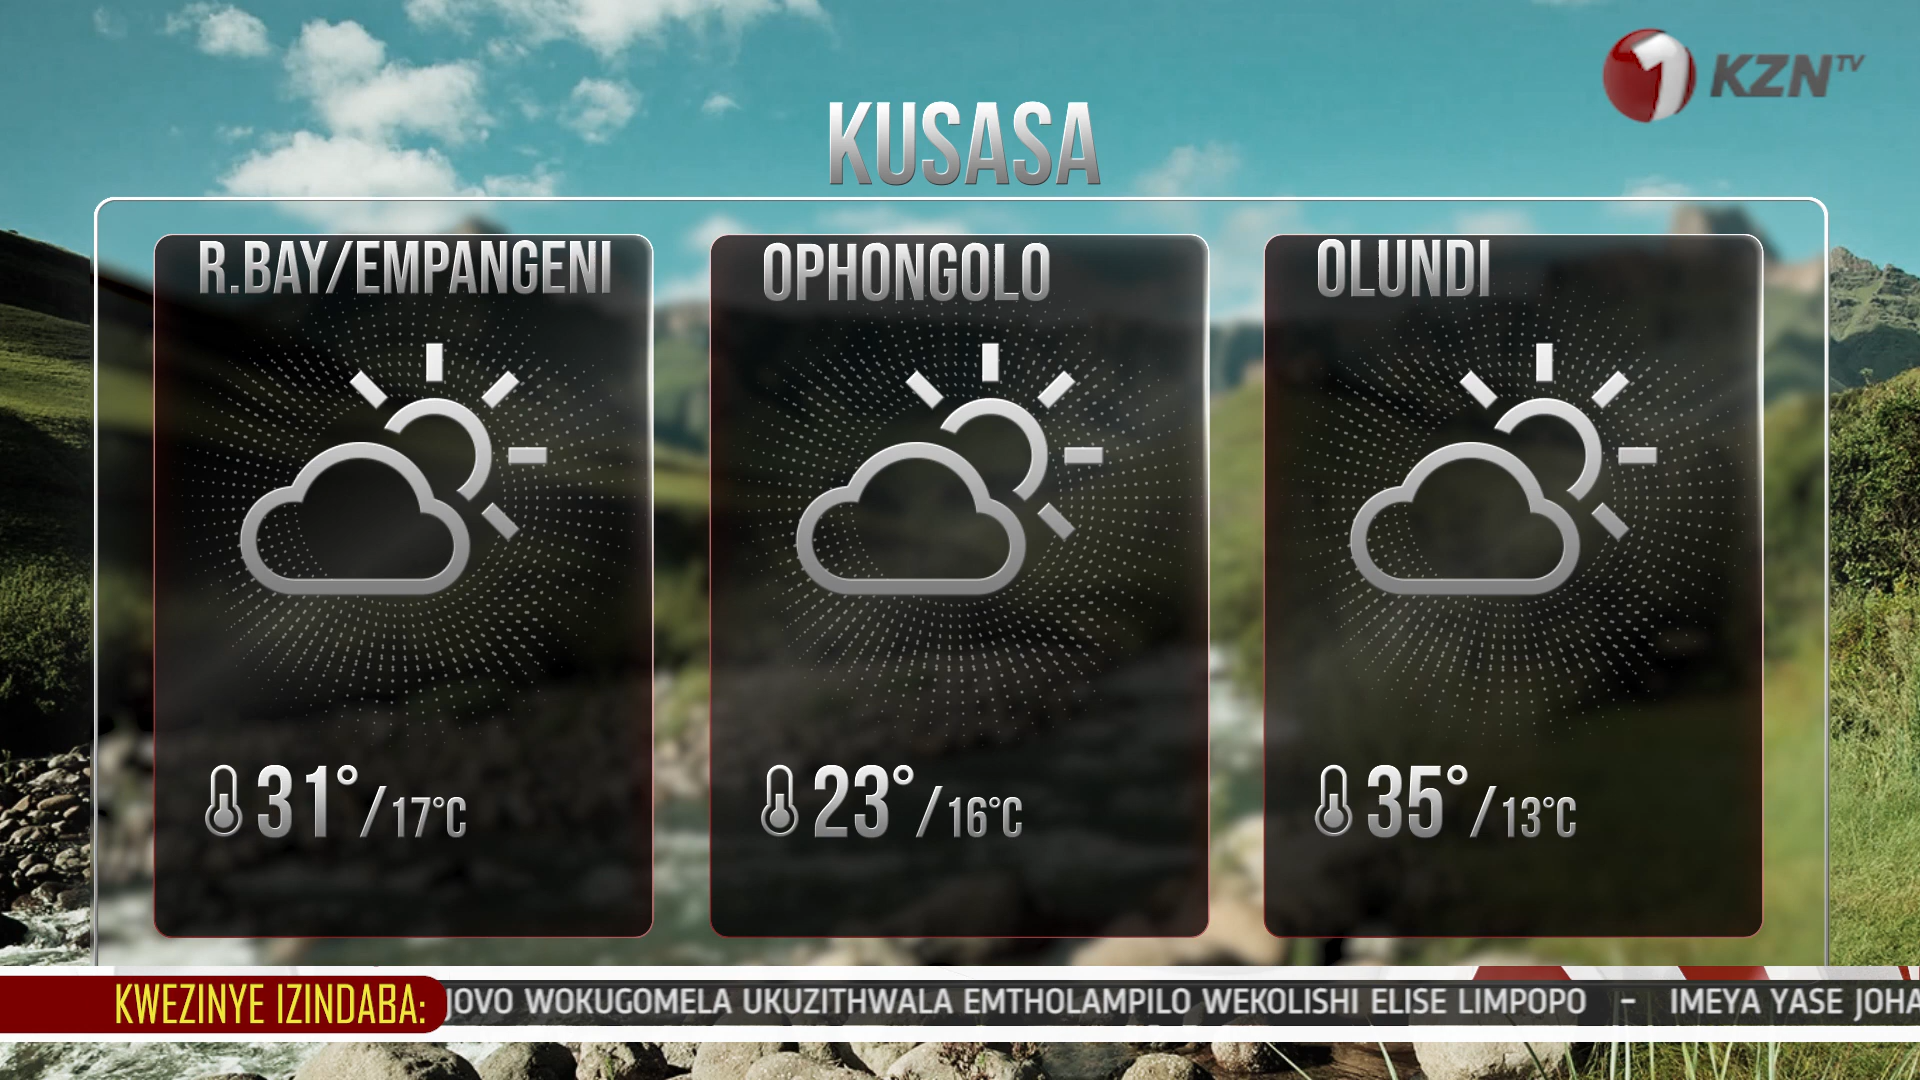 1KZN TV
KUSASA
R.BAY/EMPANGENI
31°/17°C
OPHONGOLO
23°/16°C
OLUNDI
35°/13°C
KWEZINYE IZINDABA: JOVO WOKUGOMELA UKUZITHWALA EMTHOLAMPILO WEKOLISHI ELISE LIMPOPO - IMEYA YASE JOHA